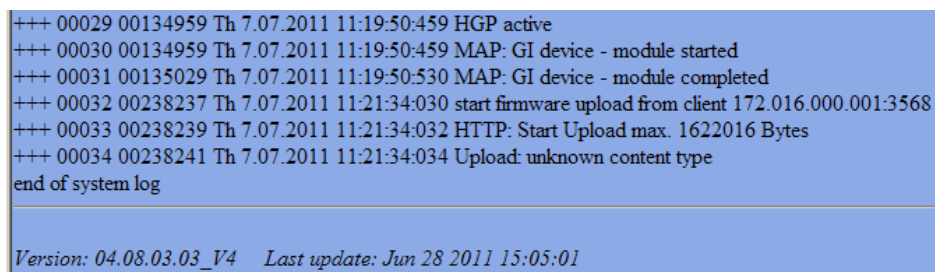 +++ 00029 00134959 Th 7.07.2011 11:19:50:459 HGP active
+++ 00030 00134959 Th 7.07.2011 11:19:50:459 MAP: GI device - module started
+++ 00031 00135029 Th 7.07.2011 11:19:50:530 MAP: GI device - module completed
+++ 00032 00238237 Th 7.07.2011 11:21:34:030 start firmware upload from client 172.016.000.001:3568
+++ 00033 00238239 Th 7.07.2011 11:21:34:032 HTTP: Start Upload max. 1622016 Bytes
+++ 00034 00238241 Th 7.07.2011 11:21:34:034 Upload: unknown content type
end of system log
Version: 04.08.03.03_V4 Last update: Jun 28 2011 15:05:01